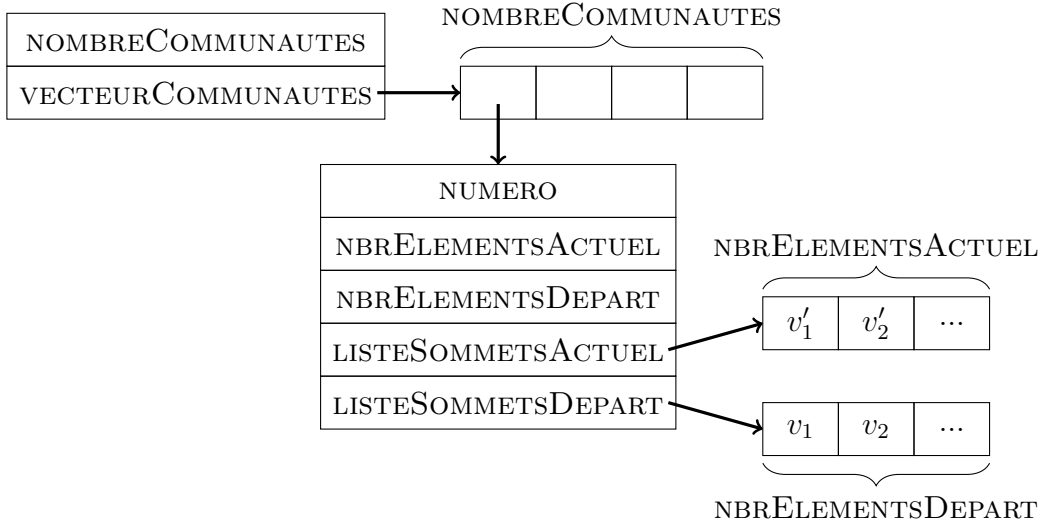 nombreCommunautes
nombreCommunautes
vecteurCommunautes
numero
nbrElementsActuel
nbrElementsDepart
listeSommetsActuel
listeSommetsDepart
nbrElementsActuel
v′₁ v′₂ ...
v₁ v₂ ...
nbrElementsDepart